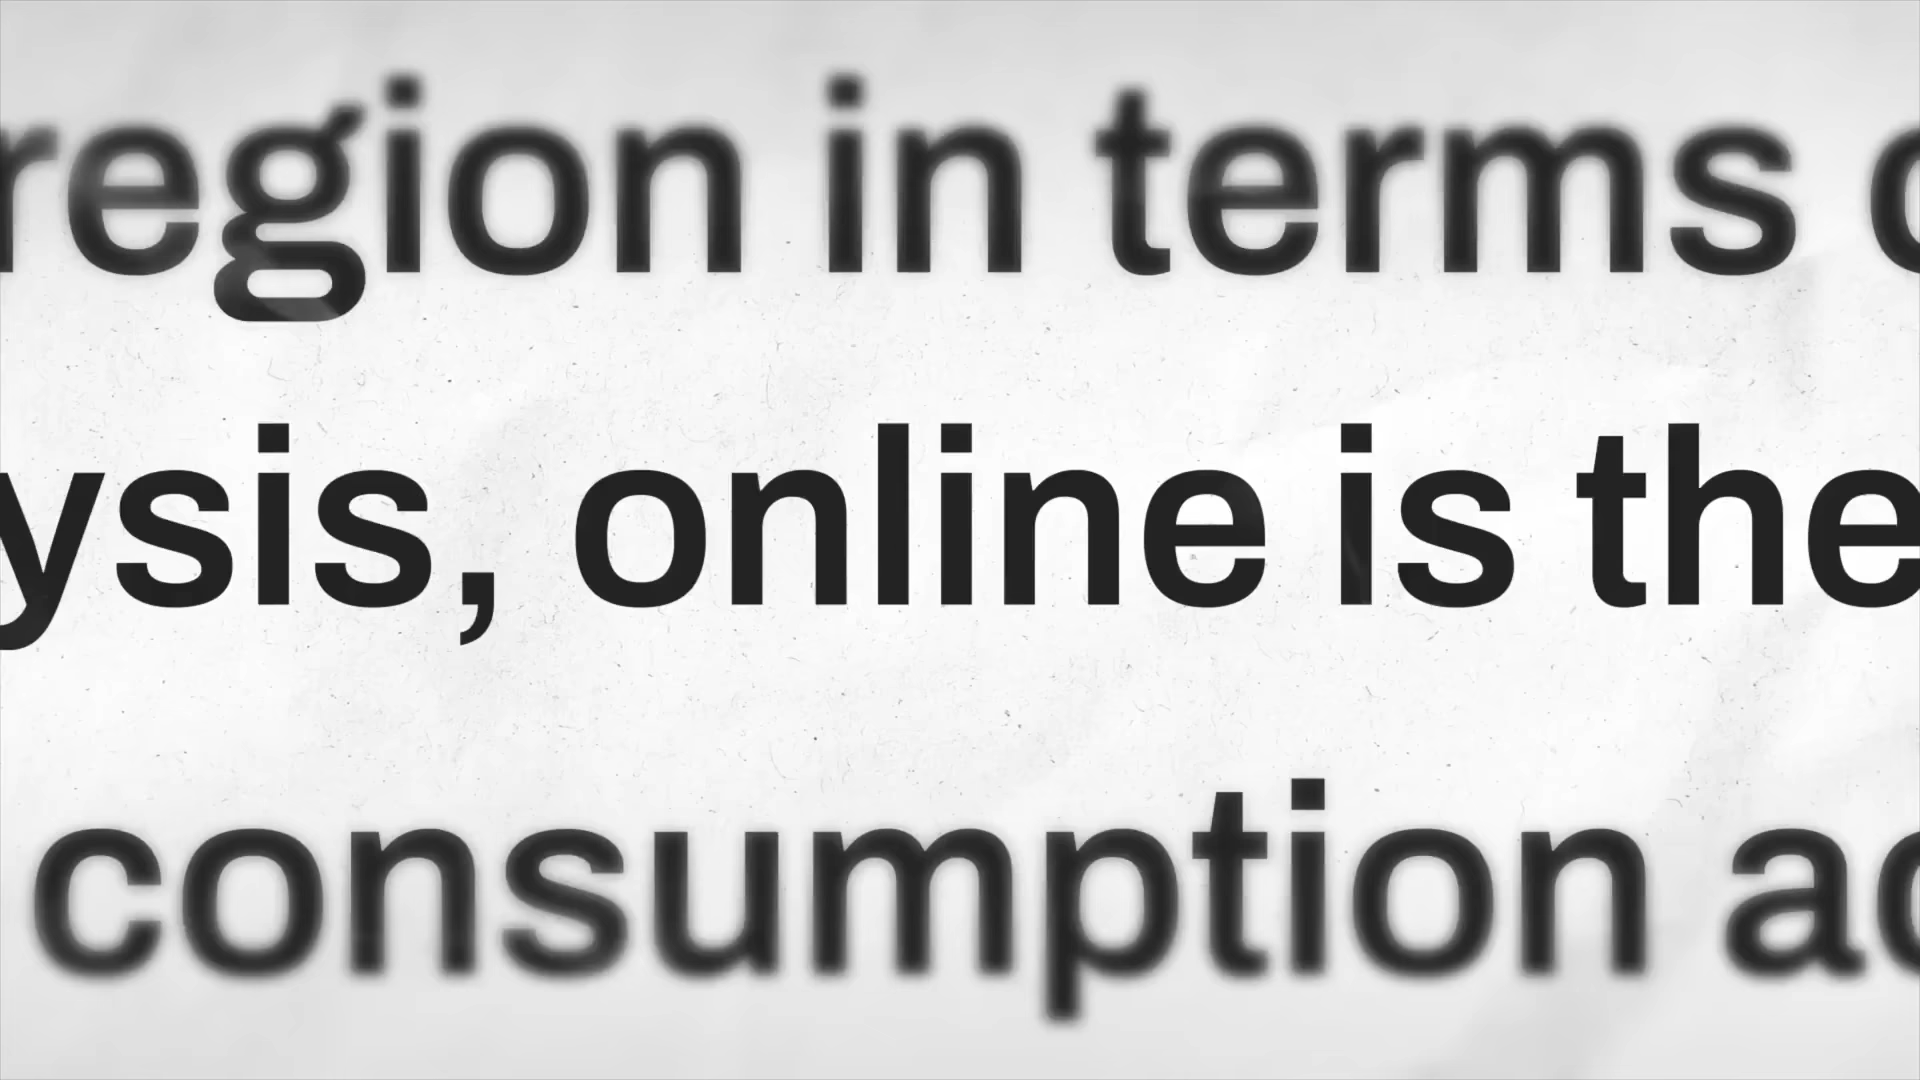 region in terms
ysis, online is the
consumption